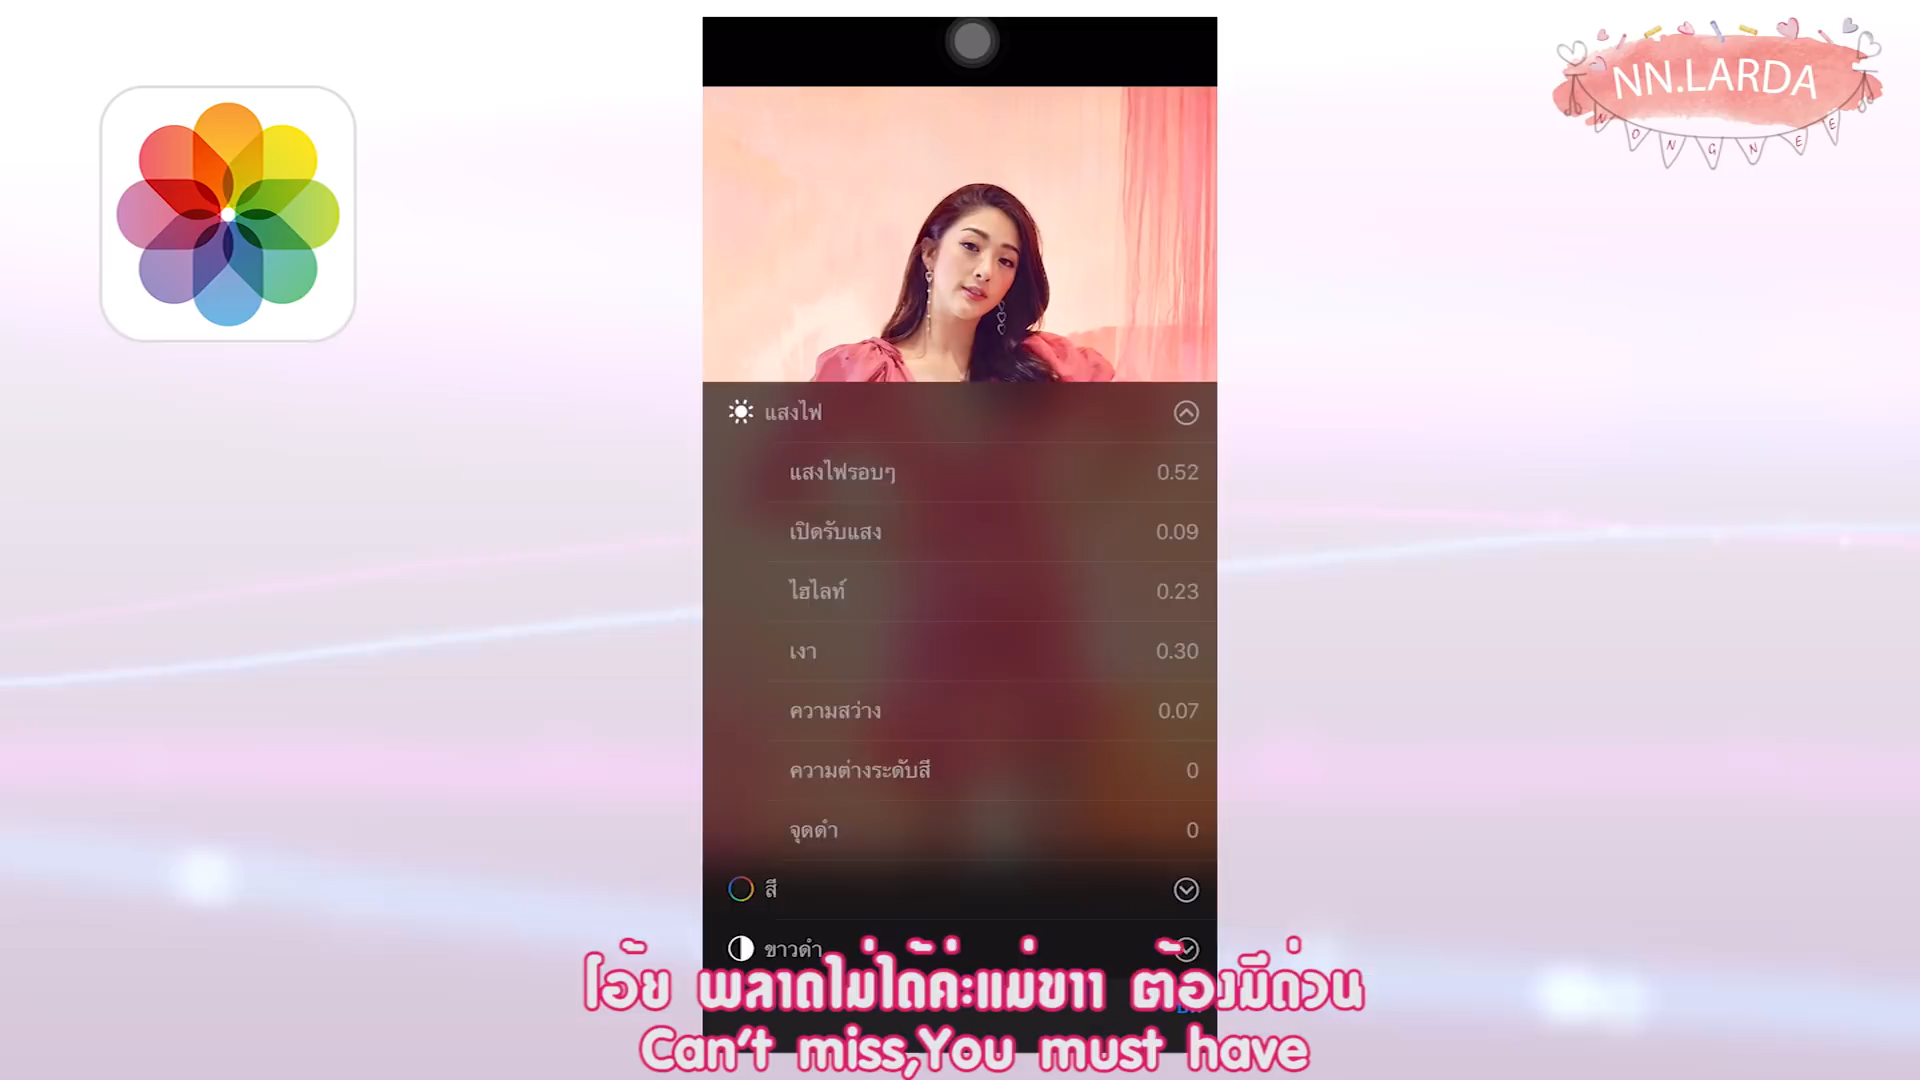 NN.LARDA
WONGNEE
แสงไฟ
แสงไฟรอบๆ 0.52
เปิดรับแสง 0.09
ไฮไลท์ 0.23
เงา 0.30
ความสว่าง 0.07
ความต่างระดับสี 0
จุดดำ 0
สี
ขาวดำ
โอ้ย พลาดไม่ได้ค่ะแม่ขาา ต้องมีด่วน
Can't miss,You must have